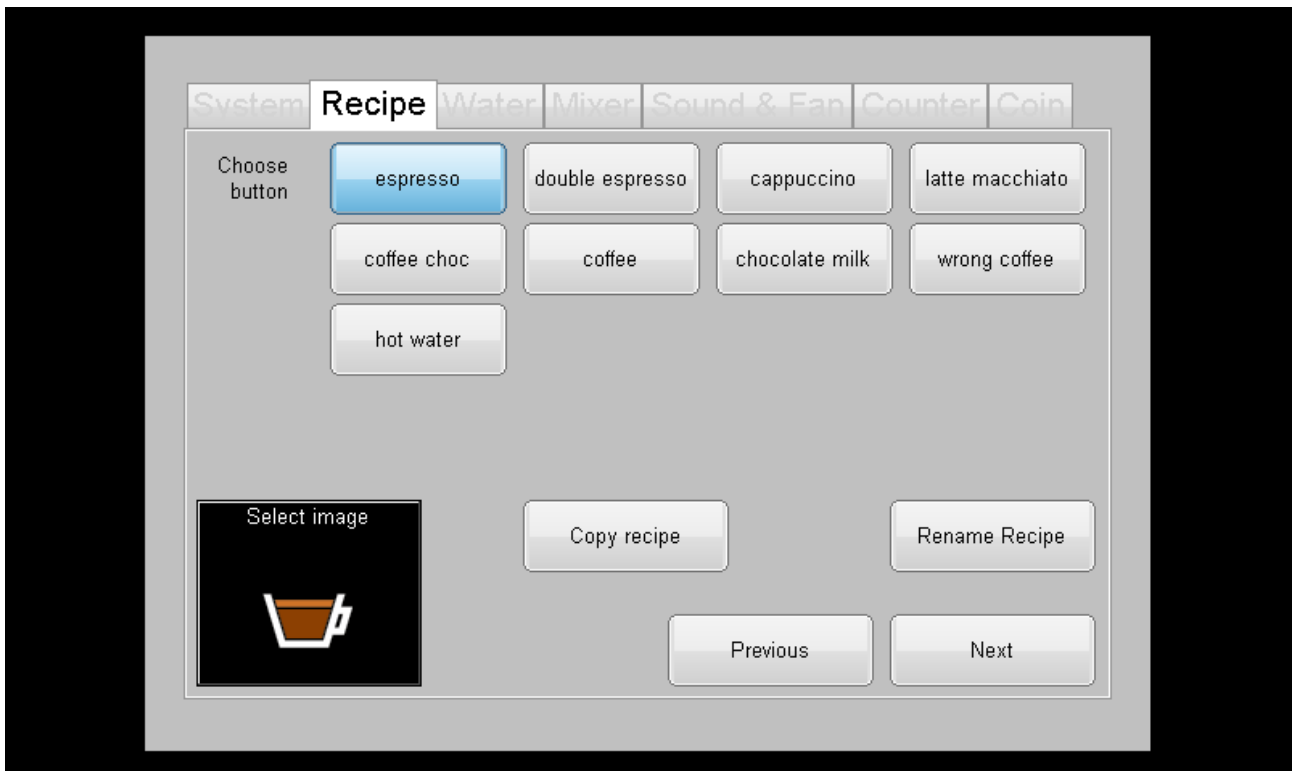 System Recipe Water Mixer Sound & Fan Counter Coin
Choose
button
espresso double espresso cappuccino latte macchiato
coffee choc coffee chocolate milk wrong coffee
hot water
Select image
Copy recipe Rename Recipe
Previous Next